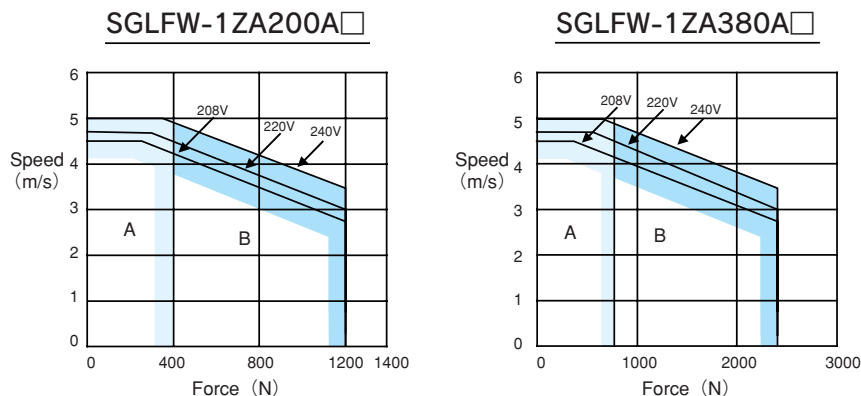 SGLFW-1ZA200A□
6
5
4
3
2
1
0
Speed
（m/s）
208V
220V
240V
A
B
0 400 800 1200 1400
Force（N）
SGLFW-1ZA380A□
6
5
4
3
2
1
0
Speed
（m/s）
208V
220V
240V
A
B
0 1000 2000 3000
Force（N）